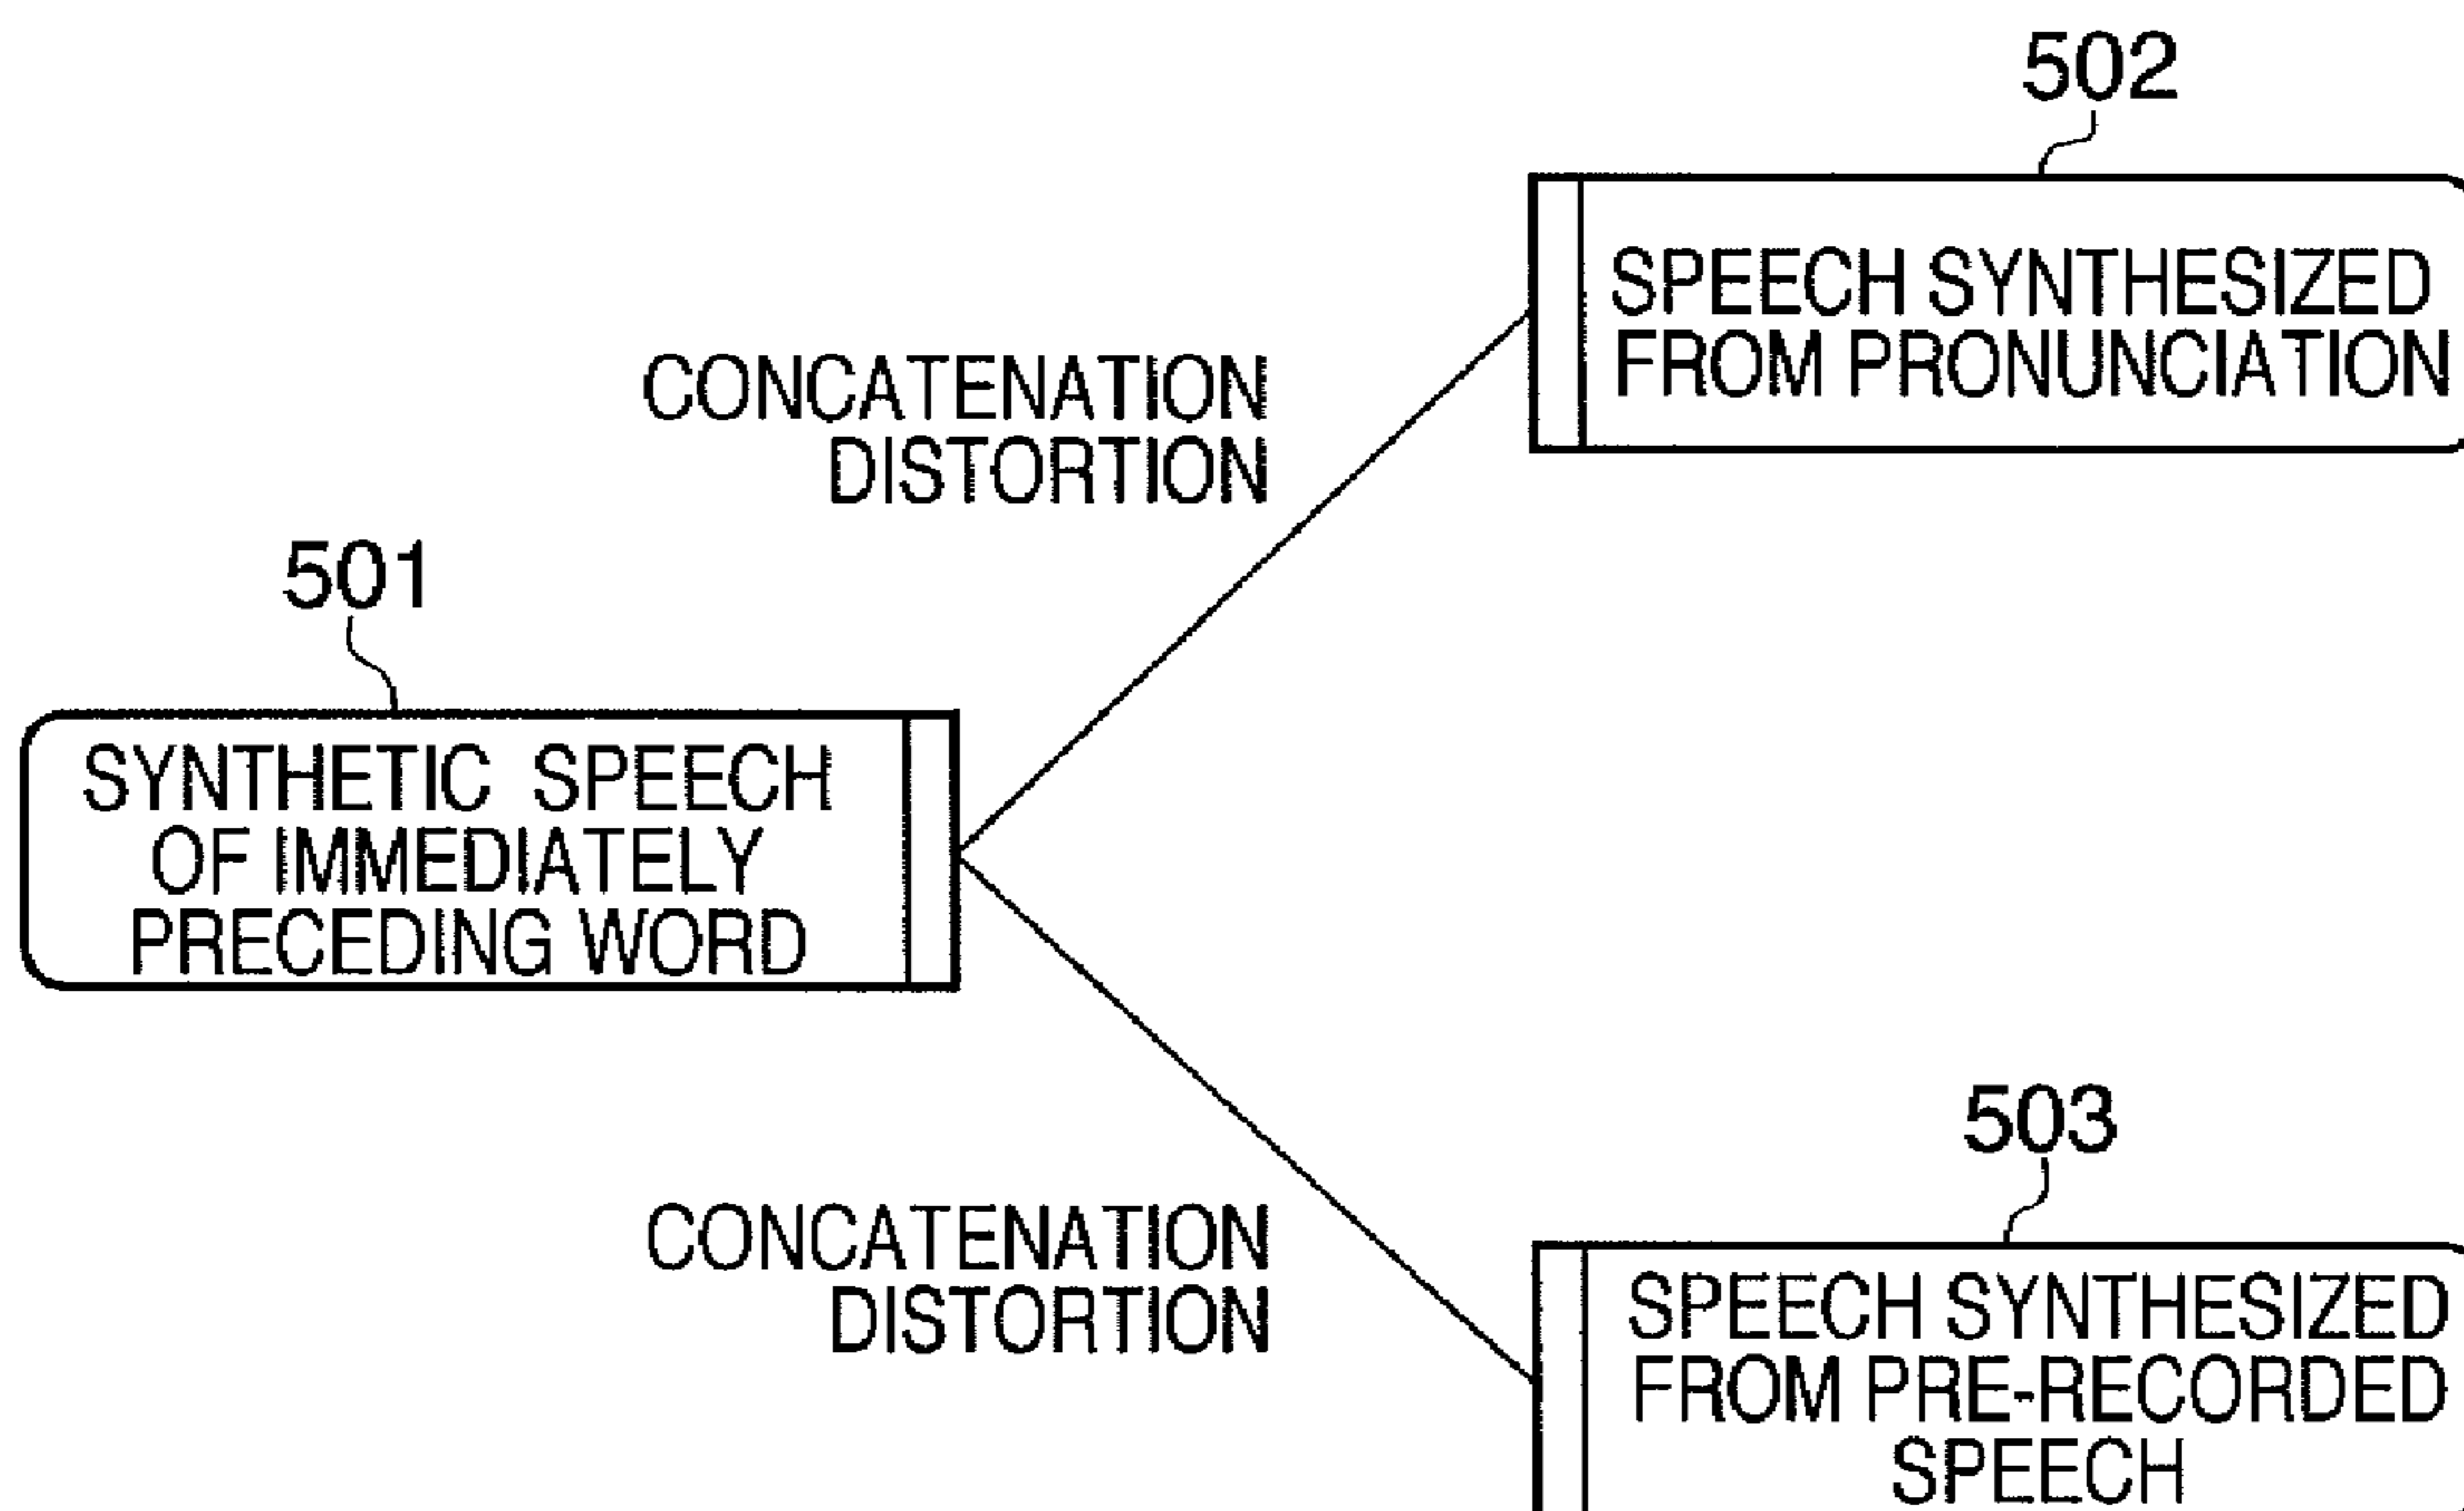 502
SPEECH SYNTHESIZED
FROM PRONUNCIATION
CONCATENATION
DISTORTION
501
SYNTHETIC SPEECH
OF IMMEDIATELY
PRECEDING WORD
503
CONCATENATION
DISTORTION
SPEECH SYNTHESIZED
FROM PRE-RECORDED
SPEECH